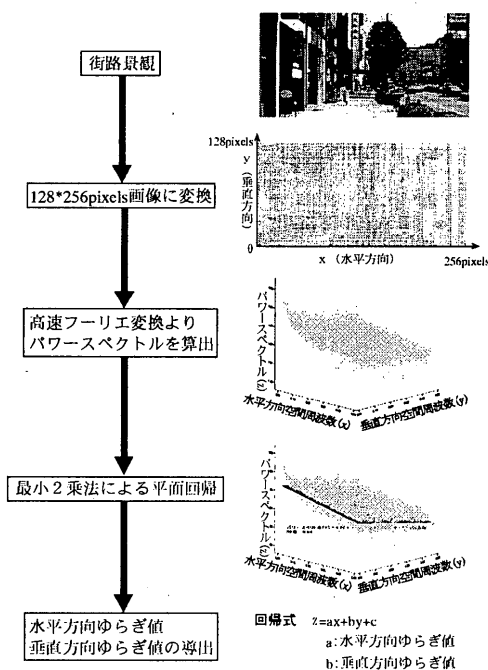 街路景観
128*256pixels画像に変換
高速フーリエ変換より
パワースペクトルを算出
最小2乗法による平面回帰
水平方向ゆらぎ値
垂直方向ゆらぎ値の導出
128pixels
y
(垂直方向)
0
x (水平方向)
256pixels
パワースペクトル(z)
水平方向空間周波数(x)
垂直方向空間周波数(y)
パワースペクトル(z)
水平方向空間周波数(x)
垂直方向空間周波数(y)
回帰式 z=ax+by+c
a:水平方向ゆらぎ値
b:垂直方向ゆらぎ値